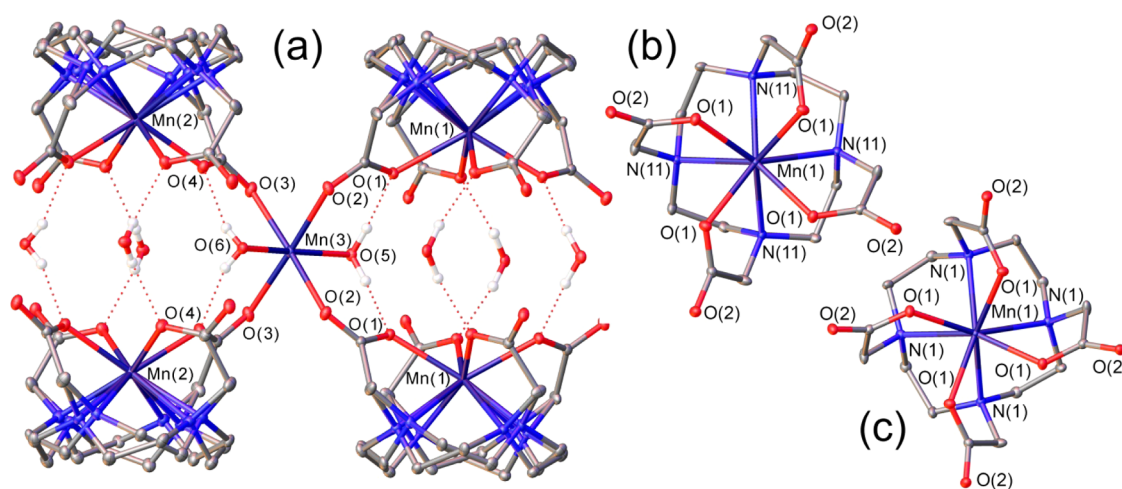 (a)
(b)
(c)
Mn(2)
Mn(1)
O(4)
O(3)
O(1)
O(2)
O(6)
Mn(3)
O(5)
O(4)
O(3)
O(2)
O(1)
Mn(2)
Mn(1)
O(2)
N(11)
O(2)
O(1)
O(1)
N(11)
N(11)
Mn(1)
O(1)
O(1)
N(11)
O(2)
O(2)
O(2)
N(1)
O(1)
O(1)
N(1)
O(2)
Mn(1)
N(1)
O(1)
O(1)
O(2)
N(1)
O(2)